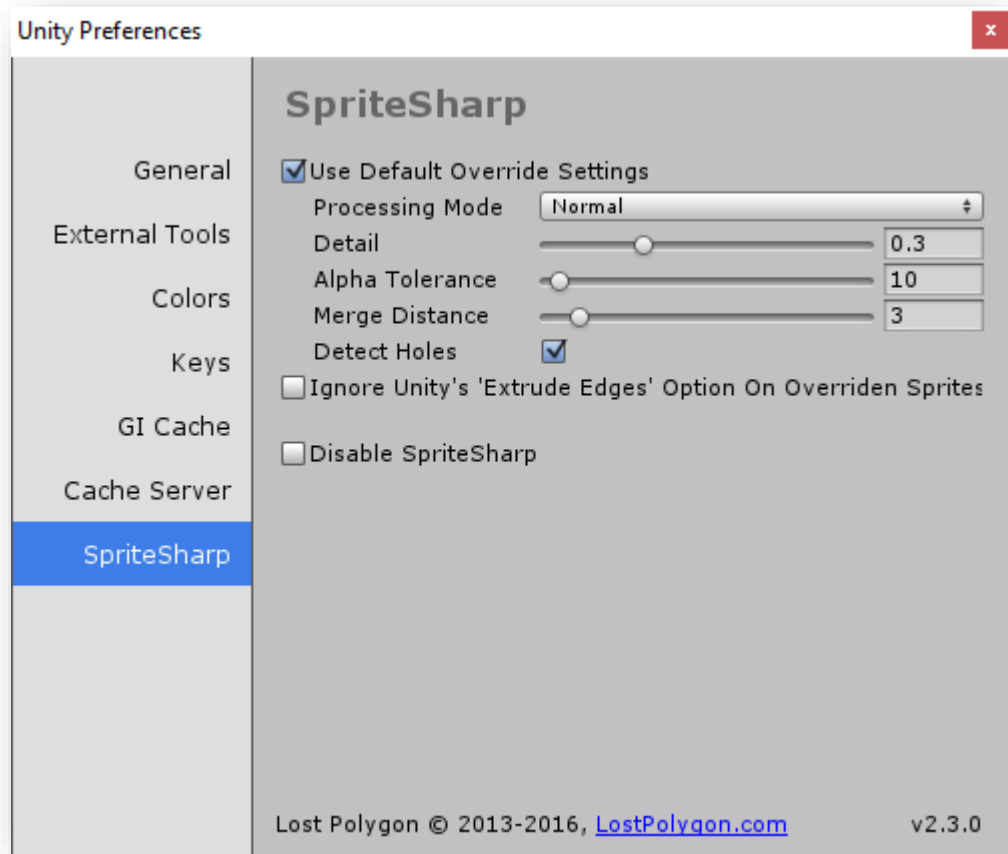 Unity Preferences
x
SpriteSharp
General
External Tools
Colors
Keys
GI Cache
Cache Server
SpriteSharp
Use Default Override Settings
Processing Mode Normal
Detail 0.3
Alpha Tolerance 10
Merge Distance 3
Detect Holes
Ignore Unity's 'Extrude Edges' Option On Overriden Sprites
Disable SpriteSharp
Lost Polygon © 2013-2016, LostPolygon.com v2.3.0